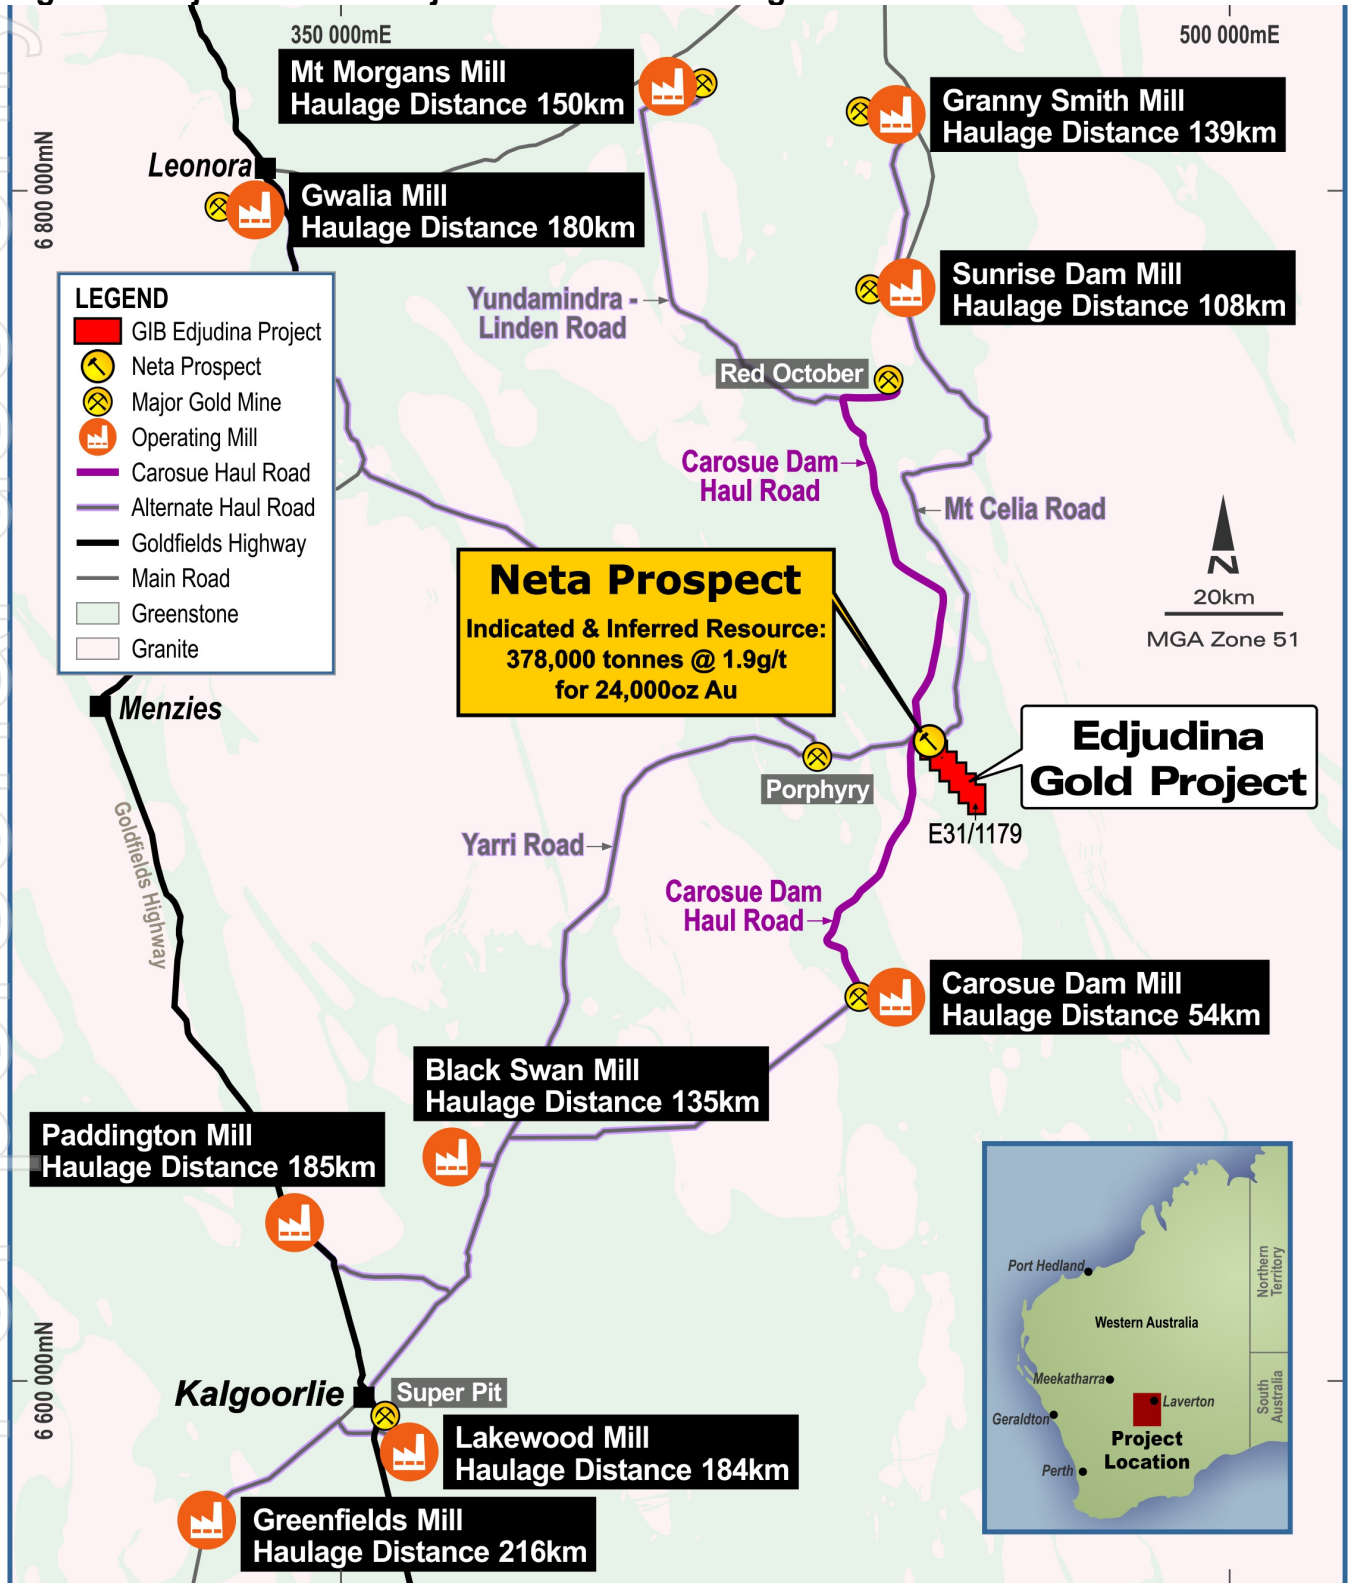 350 000mE
500 000mE
Mt Morgans Mill
Haulage Distance 150km
Granny Smith Mill
Haulage Distance 139km
6 800 000mN
Leonora
Gwalia Mill
Haulage Distance 180km
Sunrise Dam Mill
Haulage Distance 108km
Yundamindra -
Linden Road
LEGEND
GIB Edjudina Project
Neta Prospect
Major Gold Mine
Operating Mill
Carosue Haul Road
Alternate Haul Road
Goldfields Highway
Main Road
Greenstone
Granite
Red October
Carosue Dam
Haul Road
Mt Celia Road
N
20km
MGA Zone 51
Neta Prospect
Indicated & Inferred Resource:
378,000 tonnes @ 1.9g/t
for 24,000oz Au
Menzies
Edjudina
Gold Project
Porphyry
E31/1179
Goldfields Highway
Yarri Road
Carosue Dam
Haul Road
Carosue Dam Mill
Haulage Distance 54km
Black Swan Mill
Haulage Distance 135km
Paddington Mill
Haulage Distance 185km
6 600 000mN
Kalgoorlie
Super Pit
Lakewood Mill
Haulage Distance 184km
Greenfields Mill
Haulage Distance 216km
Port Hedland
Northern
Territory
Western Australia
Meekatharra
Laverton
South
Australia
Geraldton
Project
Location
Perth